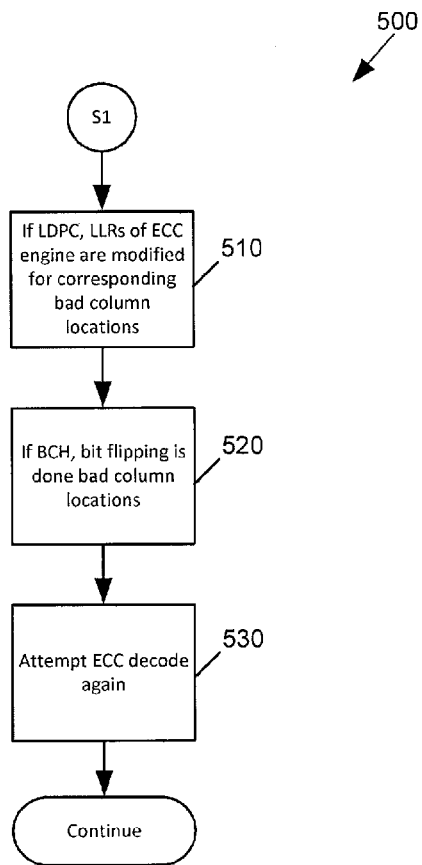 500
S1
If LDPC, LLRs of ECC
engine are modified
for corresponding
bad column
locations
510
If BCH, bit flipping is
done bad column
locations
520
Attempt ECC decode
again
530
Continue